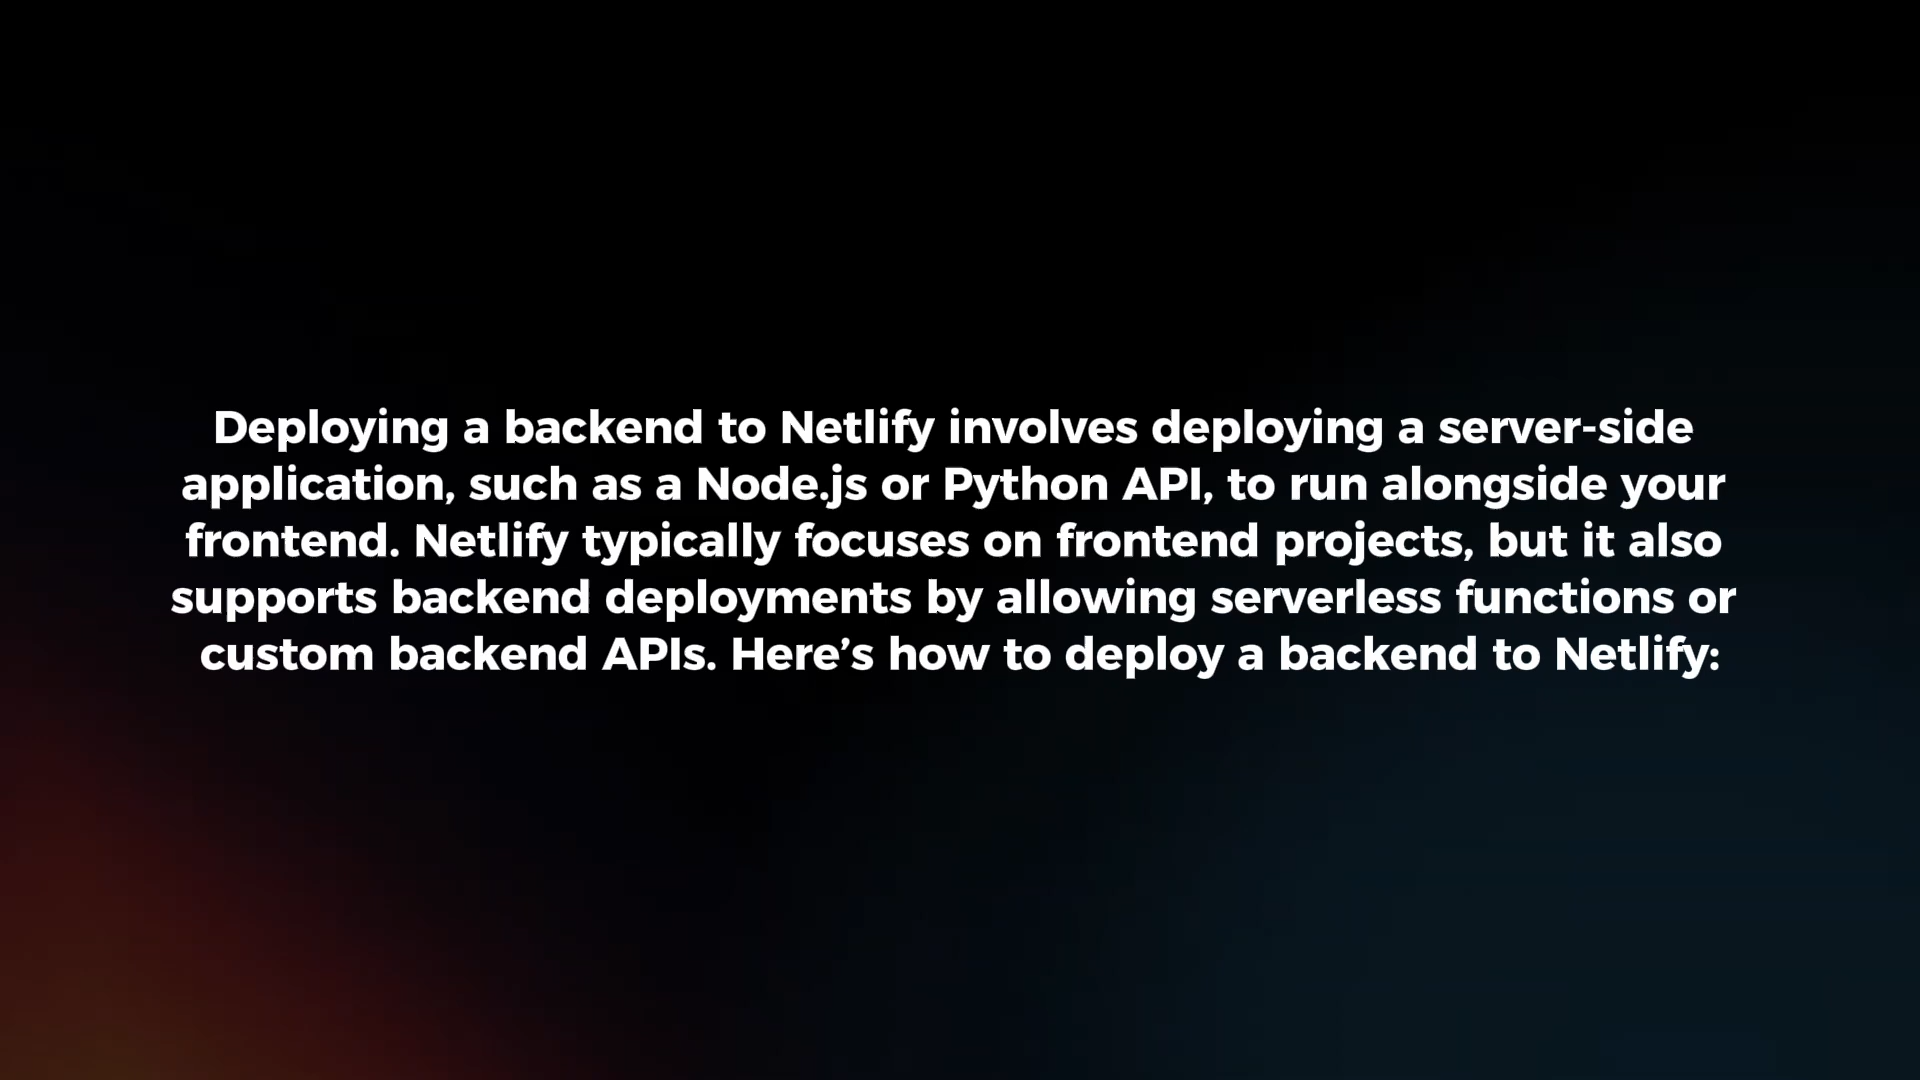 Deploying a backend to Netlify involves deploying a server-side
application, such as a Node.js or Python API, to run alongside your
frontend. Netlify typically focuses on frontend projects, but it also
supports backend deployments by allowing serverless functions or
custom backend APIs. Here’s how to deploy a backend to Netlify: